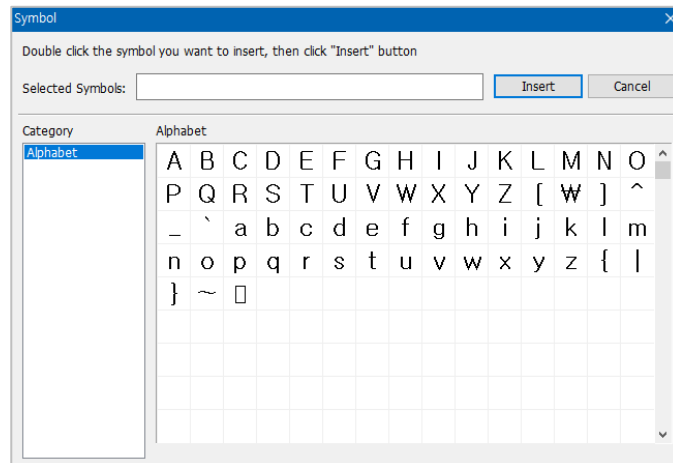 Symbol
Double click the symbol you want to insert, then click "Insert" button
Selected Symbols:
Insert
Cancel
Category
Alphabet
Alphabet
A B C D E F G H I J K L M N O
P Q R S T U V W X Y Z [ ₩ ] ^
_ ` a b c d e f g h i j k l m
n o p q r s t u v w x y z { |
} ~